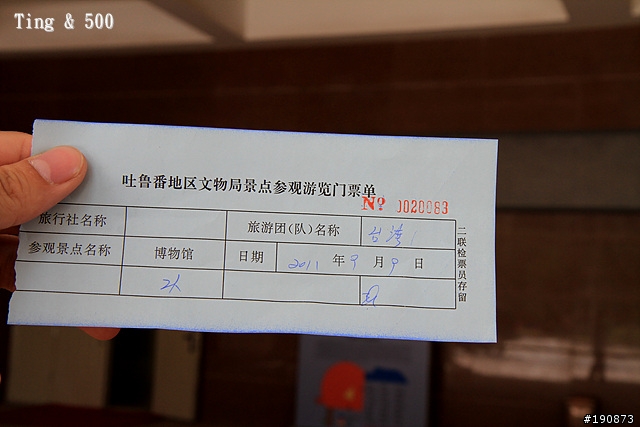 Ting & 500
吐鲁番地区文物局景点参观游览门票单
Nº 0020083
旅行社名称 旅游团(队)名称 台湾
参观景点名称 博物馆 日期 2011 年 9 月 9 日
二联检票员存留
#190873